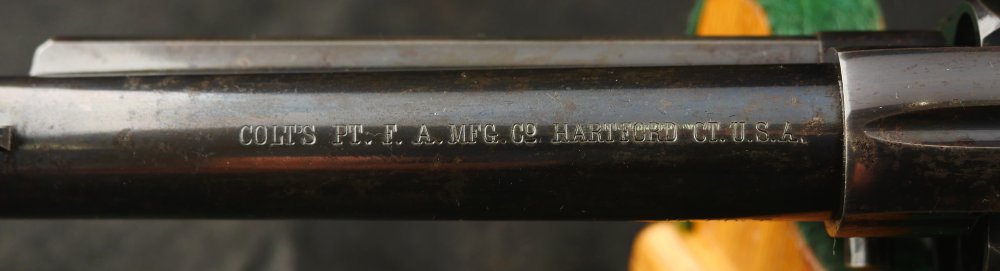 COLT'S PT. F. A. MFG. Co. HARTFORD CT. U.S.A.